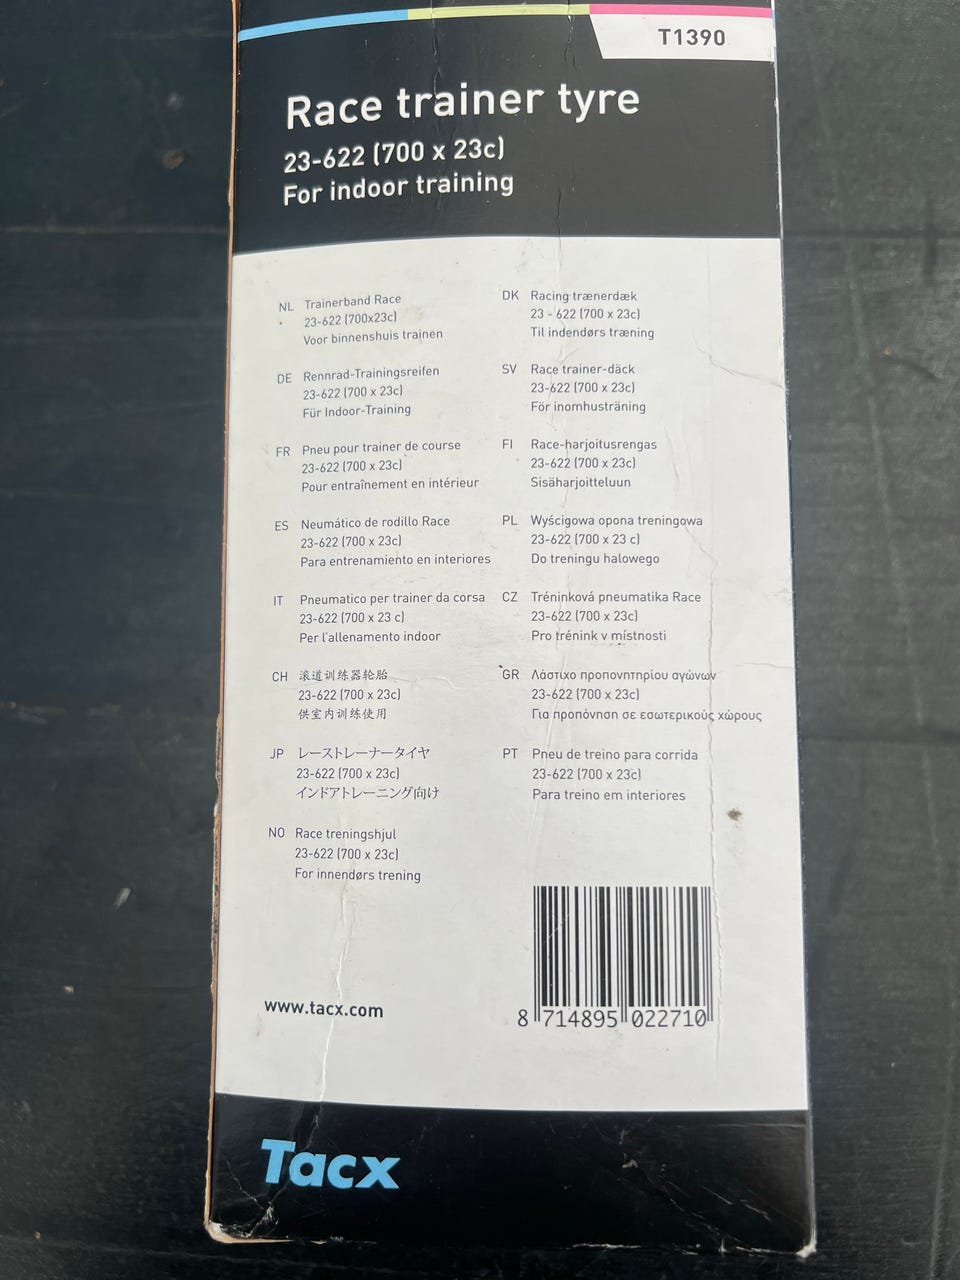 T1390
Race trainer tyre
23-622 (700 x 23c)
For indoor training
NL Trainerband Race
23-622 (700x23c)
Voor binnenshuis trainen
DE Rennrad-Trainingsreifen
23-622 (700 x 23c)
Für Indoor-Training
FR Pneu pour trainer de course
23-622 (700 x 23c)
Pour entraînement en intérieur
ES Neumático de rodillo Race
23-622 (700 x 23c)
Para entrenamiento en interiores
IT Pneumatico per trainer da corsa
23-622 (700 x 23 c)
Per l'allenamento indoor
CH 滚道训练器轮胎
23-622 (700 x 23c)
供室内训练使用
JP レーストレーナータイヤ
23-622 (700 x 23c)
インドアトレーニング向け
NO Race treningshjul
23-622 (700 x 23c)
For innendørs trening
DK Racing trænerdæk
23 - 622 (700 x 23c)
Til indendørs træning
SV Race trainer-däck
23-622 (700 x 23c)
För inomhusträning
FI Race-harjoitusrengas
23-622 (700 x 23c)
Sisäharjoitteluun
PL Wyścigowa opona treningowa
23-622 (700 x 23 c)
Do treningu halowego
CZ Tréninková pneumatika Race
23-622 (700 x 23c)
Pro trénink v místnosti
GR Λάστιχο προπονητηρίου αγώνων
23-622 (700 x 23c)
Για προπόνηση σε εσωτερικούς χώρους
PT Pneu de treino para corrida
23-622 (700 x 23c)
Para treino em interiores
www.tacx.com
8 714895 022710
Tacx